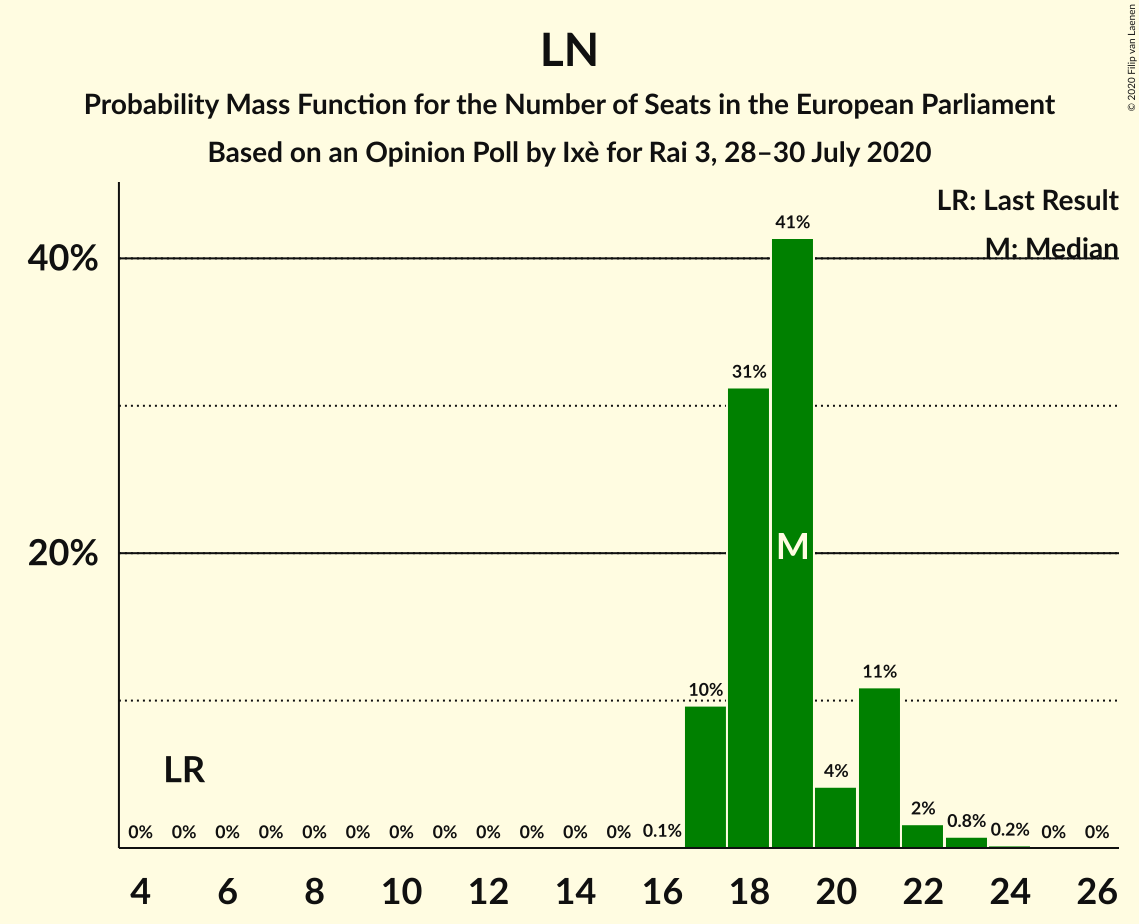 LN
Probability Mass Function for the Number of Seats in the European Parliament
Based on an Opinion Poll by Ixè for Rai 3, 28–30 July 2020
© 2020 Filip van Laenen
LR: Last Result
M: Median
40%
20%
41%
31%
M
11%
10%
LR
4%
2%
0% 0% 0% 0% 0% 0% 0% 0% 0% 0% 0% 0% 0.1% 0.8% 0.2% 0% 0%
4 6 8 10 12 14 16 18 20 22 24 26